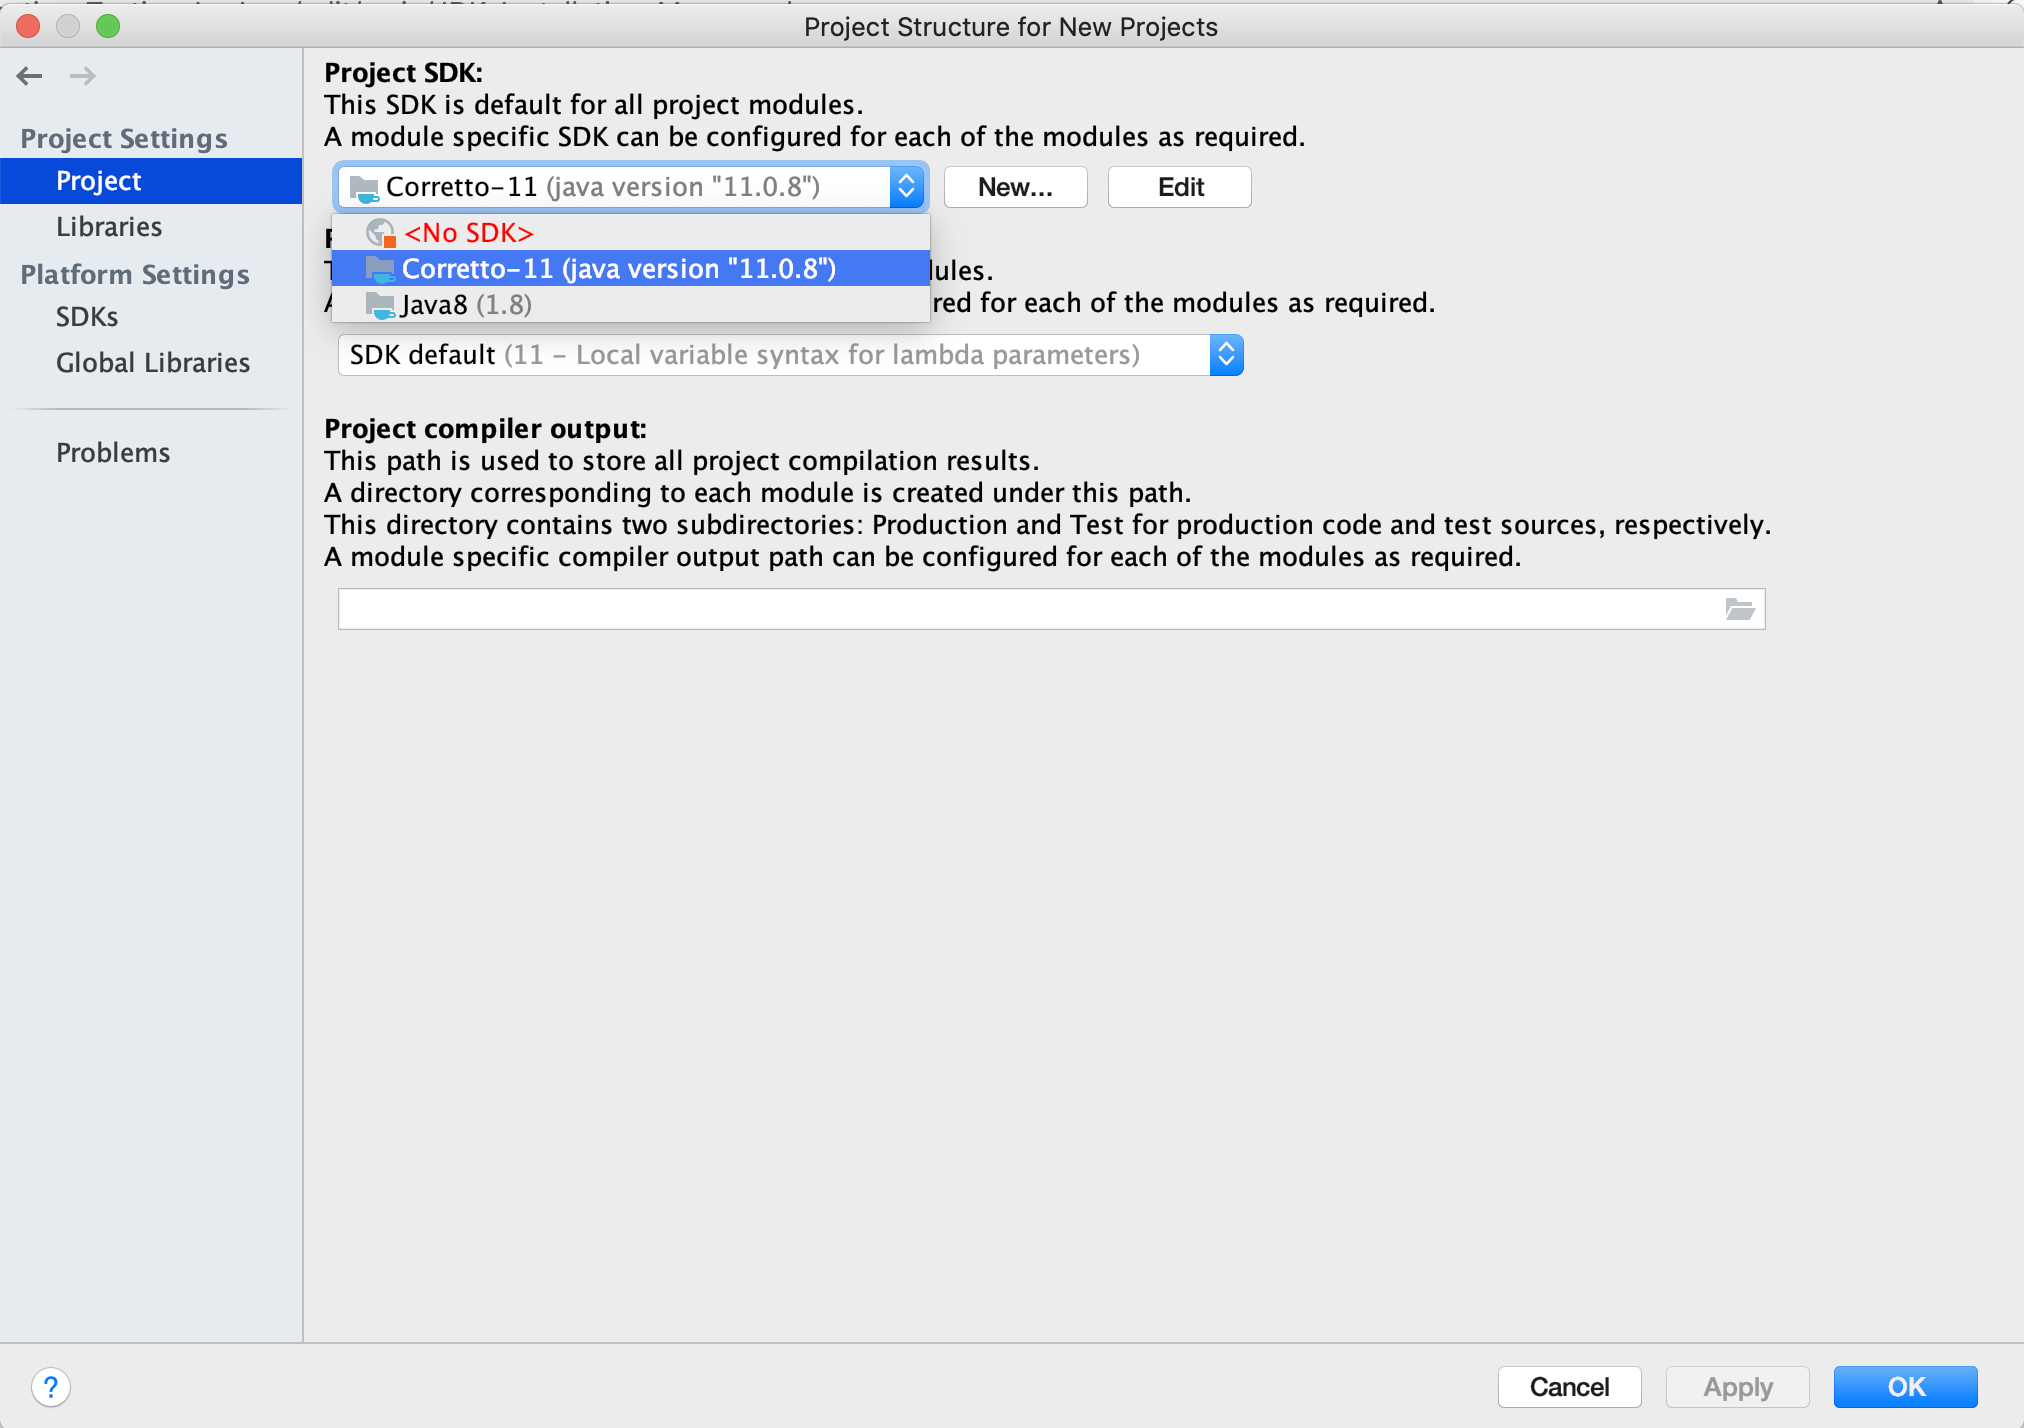 Project Structure for New Projects
Project Settings
Project
Libraries
Platform Settings
SDKs
Global Libraries
Problems
Project SDK:
This SDK is default for all project modules.
A module specific SDK can be configured for each of the modules as required.
Corretto-11 (java version "11.0.8")
New...
Edit
<No SDK>
Corretto-11 (java version "11.0.8")
Java8 (1.8)
for each of the modules as required.
SDK default (11 – Local variable syntax for lambda parameters)
Project compiler output:
This path is used to store all project compilation results.
A directory corresponding to each module is created under this path.
This directory contains two subdirectories: Production and Test for production code and test sources, respectively.
A module specific compiler output path can be configured for each of the modules as required.
?
Cancel
Apply
OK